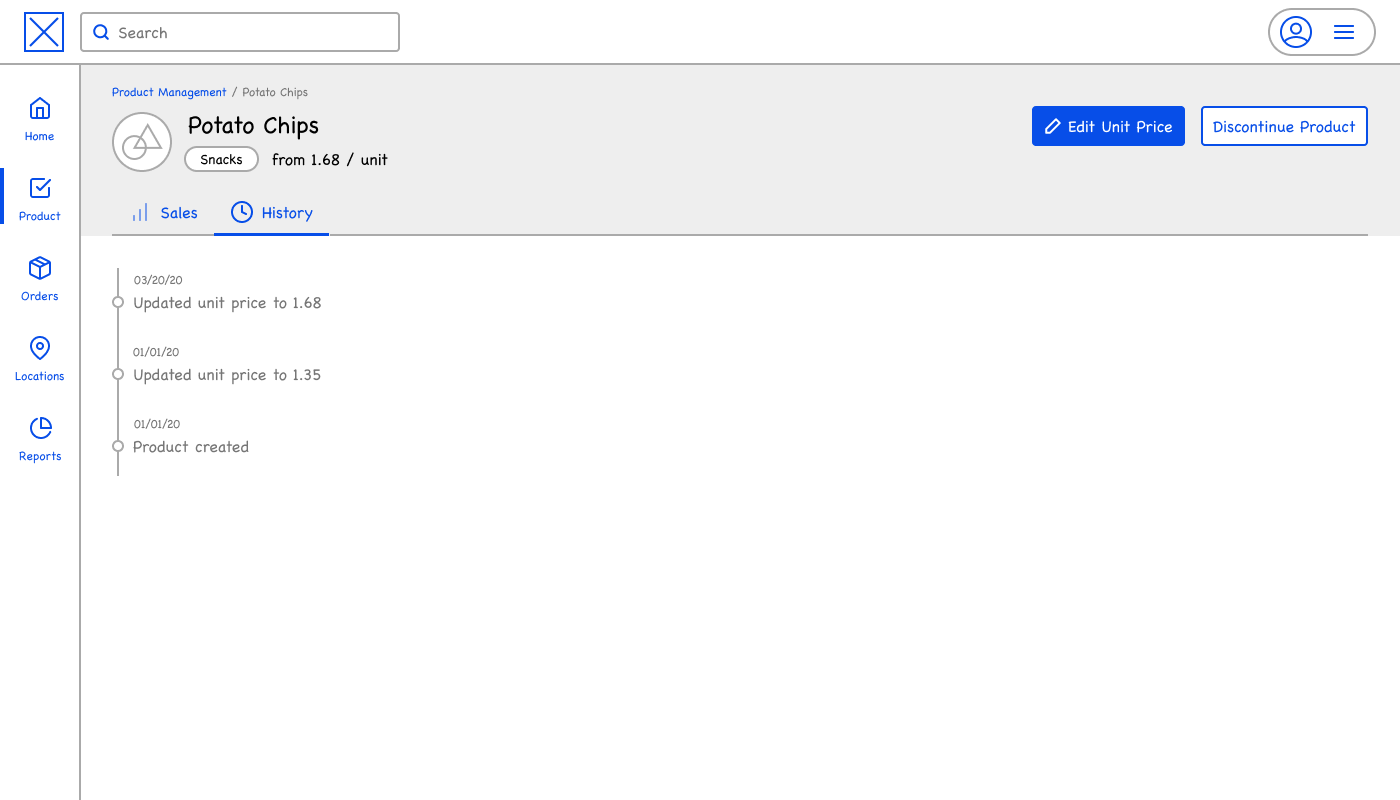 Search
Home
Product
Orders
Locations
Reports
Product Management / Potato Chips
Potato Chips
Snacks from 1.68 / unit
Edit Unit Price
Discontinue Product
Sales
History
03/20/20
Updated unit price to 1.68
01/01/20
Updated unit price to 1.35
01/01/20
Product created